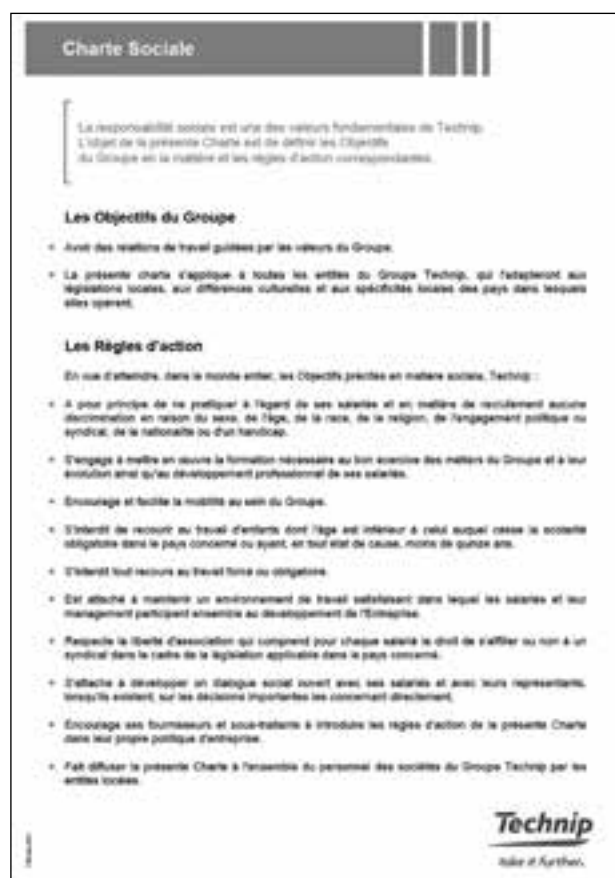 Charte Sociale
La responsabilité sociale est une des valeurs fondamentales de Technip.
L'objet de la présente Charte est de définir les Objectifs
du Groupe en la matière et les règles d'action correspondantes.
Les Objectifs du Groupe
• Avoir des relations de travail guidées par les valeurs du Groupe.
• La présente charte s'applique à toutes les entités du Groupe Technip, qui l'adapteront aux
législations locales, aux différences culturelles et aux spécificités locales des pays dans lesquels
elles opèrent.
Les Règles d'action
En vue d'atteindre, dans le monde entier, les Objectifs précités en matière sociale, Technip :
• A pour principe de ne pratiquer à l'égard de ses salariés et en matière de recrutement aucune
discrimination en raison du sexe, de l'âge, de la race, de la religion, de l'engagement politique ou
syndical, de la nationalité ou d'un handicap.
• S'engage à mettre en œuvre la formation nécessaire au bon exercice des métiers du Groupe et à leur
évolution ainsi qu'au développement professionnel de ses salariés.
• Encourage et facilite la mobilité au sein du Groupe.
• S'interdit de recourir au travail d'enfants dont l'âge est inférieur à celui auquel cesse la scolarité
obligatoire dans le pays concerné ou ayant, en tout état de cause, moins de quinze ans.
• S'interdit tout recours au travail forcé ou obligatoire.
• Est attaché à maintenir un environnement de travail satisfaisant dans lequel les salariés et leur
management participent ensemble au développement de l'Entreprise.
• Respecte la liberté d'association qui comprend pour chaque salarié le droit de s'affilier ou non à un
syndicat dans le cadre de la législation applicable dans le pays concerné.
• S'attache à développer un dialogue social ouvert avec ses salariés et avec leurs représentants,
lorsqu'ils existent, sur les décisions importantes les concernant directement.
• Encourage ses fournisseurs et sous-traitants à introduire les règles d'action de la présente Charte
dans leur propre politique d'entreprise.
• Fait diffuser la présente Charte à l'ensemble du personnel des sociétés du Groupe Technip par les
entités locales.
Technip
take it further.